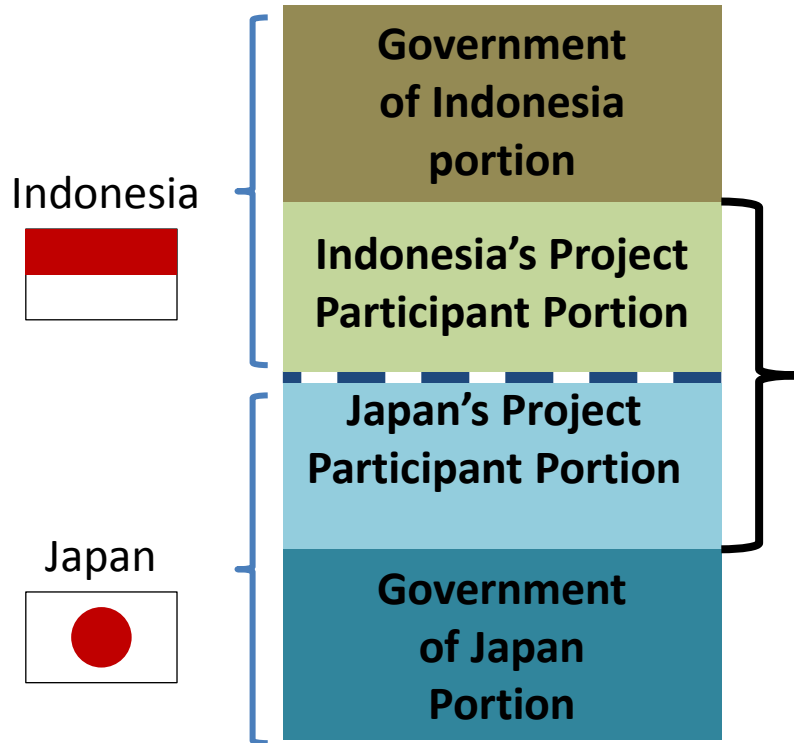 Government
of Indonesia
portion
Indonesia
Indonesia’s Project
Participant Portion
Japan’s Project
Participant Portion
Japan
Government
of Japan
Portion